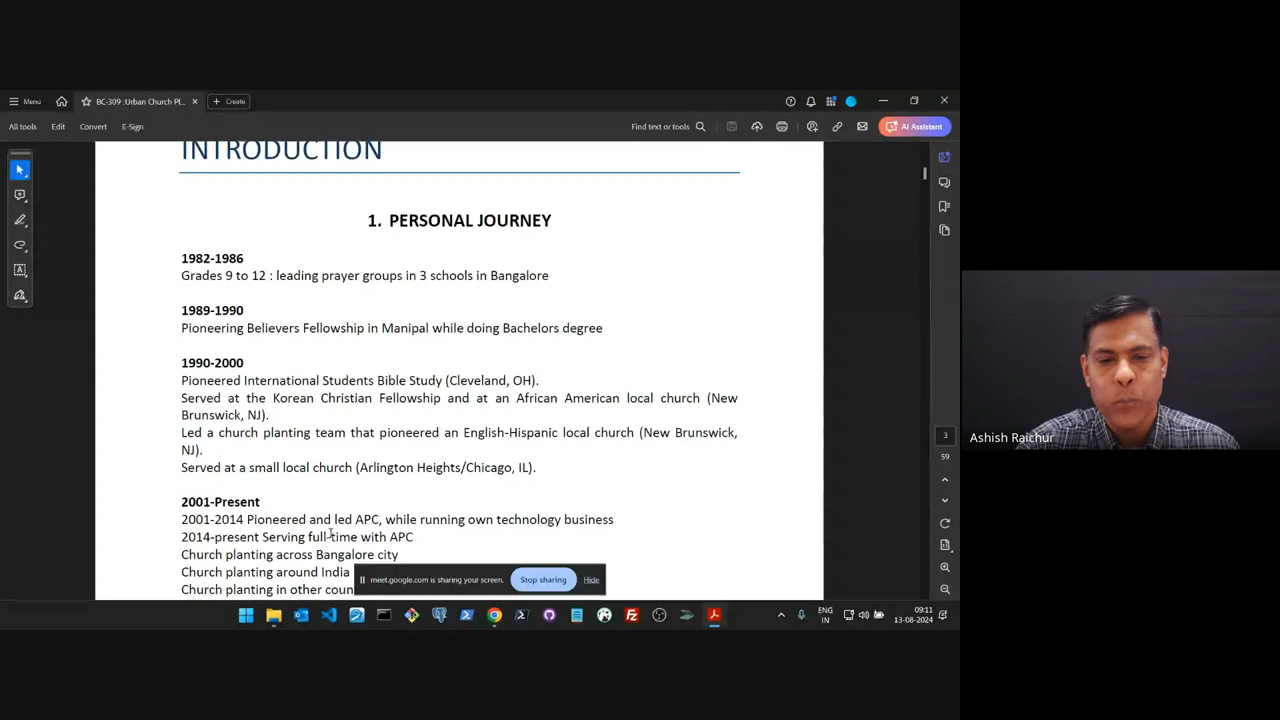 Menu
BC-309 :Urban Church Pl...
Create
All tools Edit Convert E-Sign
Find text or tools
AI Assistant
INTRODUCTION
1. PERSONAL JOURNEY
1982-1986
Grades 9 to 12 : leading prayer groups in 3 schools in Bangalore
1989-1990
Pioneering Believers Fellowship in Manipal while doing Bachelors degree
1990-2000
Pioneered International Students Bible Study (Cleveland, OH).
Served at the Korean Christian Fellowship and at an African American local church (New
Brunswick, NJ).
Led a church planting team that pioneered an English-Hispanic local church (New Brunswick,
NJ).
Served at a small local church (Arlington Heights/Chicago, IL).
2001-Present
2001-2014 Pioneered and led APC, while running own technology business
2014-present Serving full-time with APC
Church planting across Bangalore city
Church planting around India
Church planting in other coun
meet.google.com is sharing your screen.
Stop sharing
Hide
3
59
Ashish Raichur
ENG
IN
09:11
13-08-2024